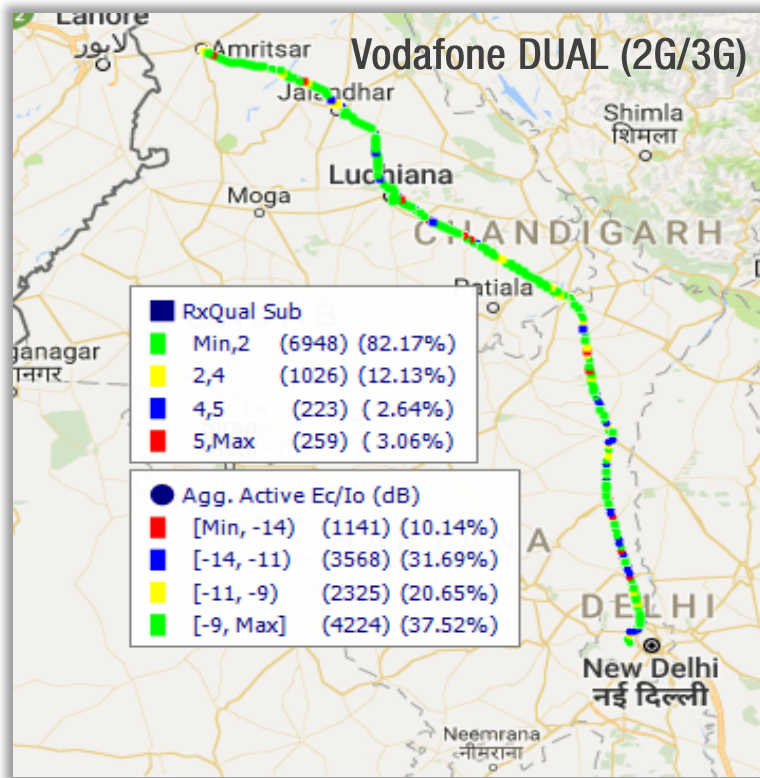 2
Lahore
لاہور
Amritsar
Vodafone DUAL (2G/3G)
Jalandhar
Shimla
शिमला
Ludhiana
Moga
CHANDIGARH
Patiala
RxQual Sub
Min,2 (6948) (82.17%)
2,4 (1026) (12.13%)
4,5 (223) ( 2.64%)
5,Max (259) ( 3.06%)
ganagar
ानगर
Agg. Active Ec/Io (dB)
[Min, -14) (1141) (10.14%)
[-14, -11) (3568) (31.69%)
[-11, -9) (2325) (20.65%)
[-9, Max] (4224) (37.52%)
A
DELHI
New Delhi
नई दिल्ली
Neemrana
नीमराना